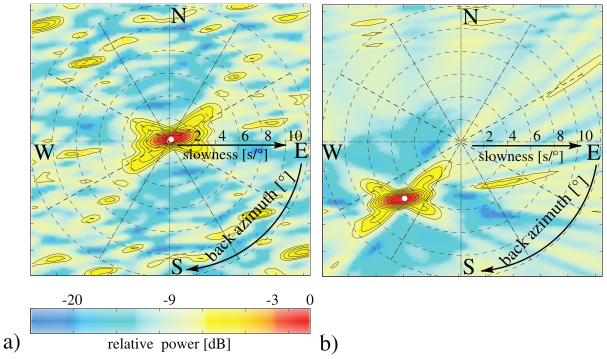 N
W
E
S
2 4 6 8 10
slowness [s/°]
back azimuth [°]
N
W
E
S
2 4 6 8 10
slowness [s/°]
back azimuth [°]
-20 -9 -3 0
relative power [dB]
a)
b)